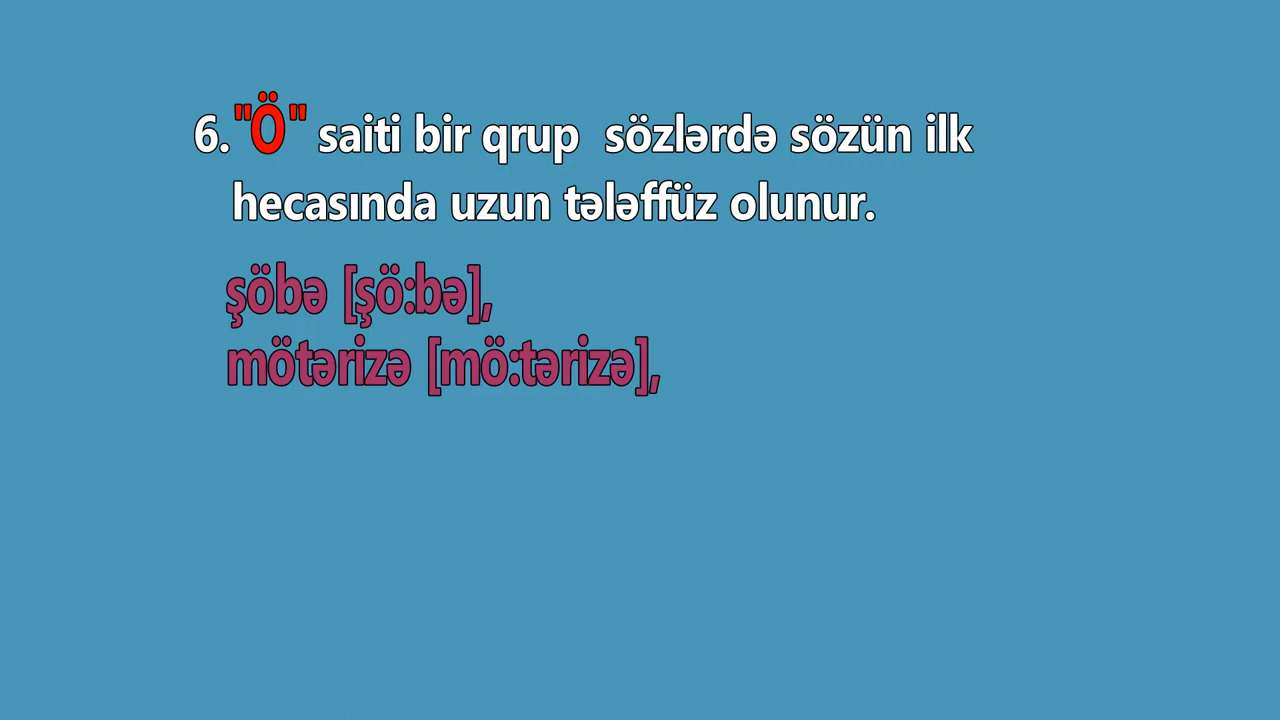 6."Ö" saiti bir qrup sözlərdə sözün ilk
hecasında uzun tələffüz olunur.
şöbə [şö:bə],
mötərizə [mö:tərizə],